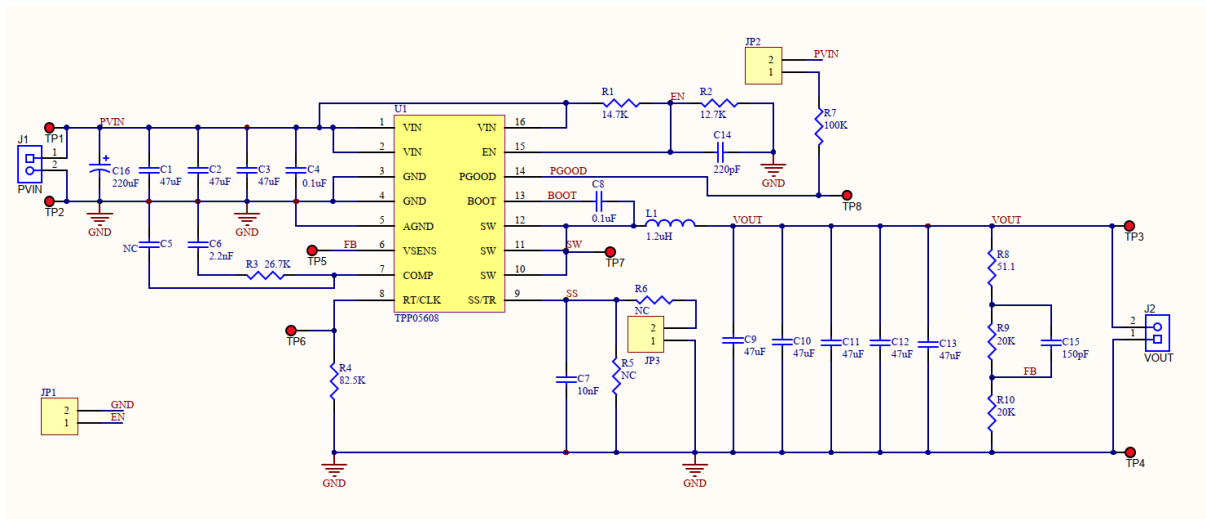 JP2
PVIN
2
1
R1
14.7K
EN
R2
12.7K
R7
100K
U1
J1
TP1
PVIN
1
2
PVIN
TP2
C16
220uF
C1
47uF
C2
47uF
C3
47uF
C4
0.1uF
GND
GND
NC
C5
C6
2.2nF
R3 26.7K
FB
TP5
1 VIN
2 VIN
3 GND
4 GND
5 AGND
6 VSENS
7 COMP
8 RT/CLK
VIN 16
EN 15
PGOOD 14
BOOT 13
SW 12
SW 11
SW 10
SS/TR 9
TPP05608
C14
220pF
GND
PGOOD
TP8
BOOT
C8
0.1uF
L1
1.2uH
VOUT
VOUT
TP3
SW
TP7
SS
R6
NC
2
1
JP3
R5
NC
C7
10nF
TP6
R4
82.5K
C9
47uF
C10
47uF
C11
47uF
C12
47uF
C13
47uF
R8
51.1
R9
20K
C15
150pF
FB
R10
20K
J2
2
1
VOUT
TP4
JP1
2
1
GND
EN
GND
GND